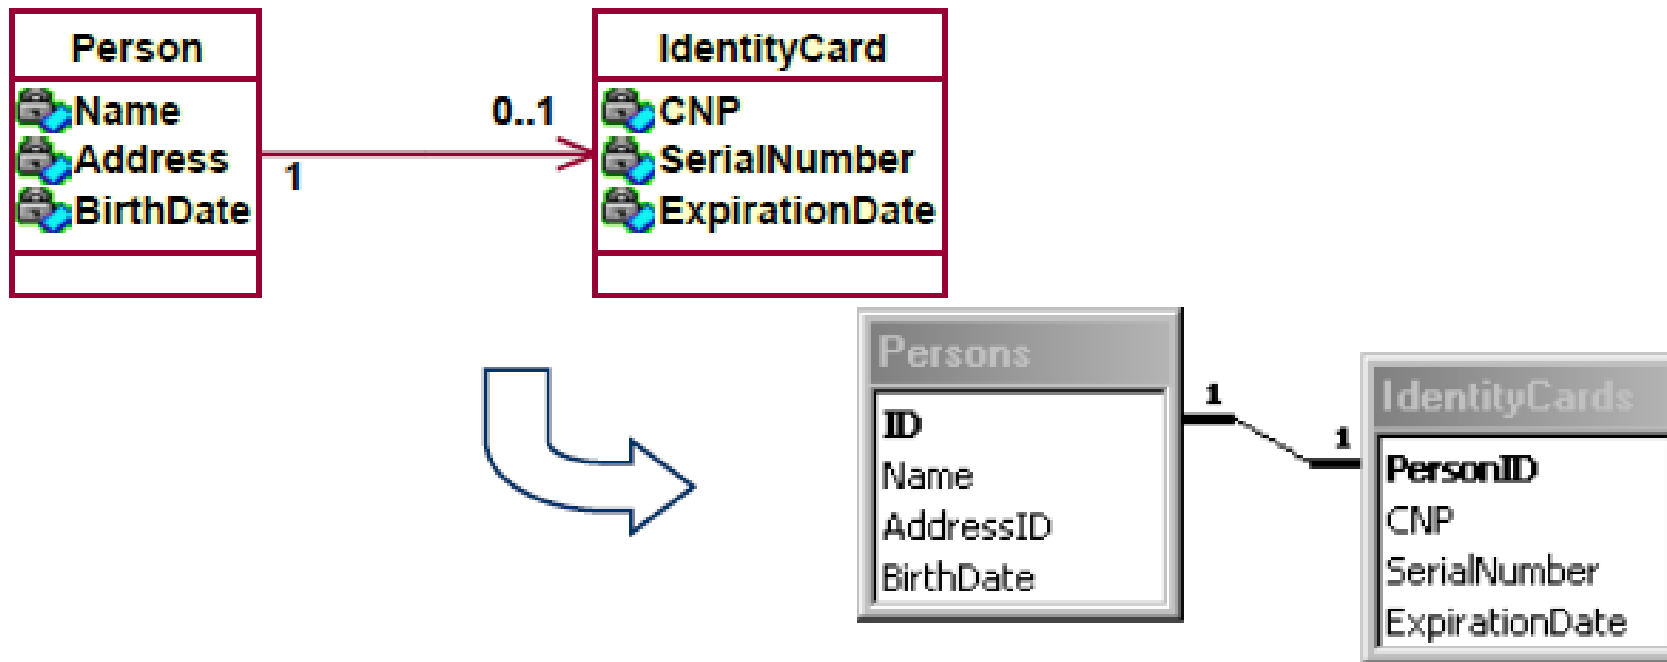 Person
Name
Address
BirthDate
1
0..1
IdentityCard
CNP
SerialNumber
ExpirationDate
Persons
ID
Name
AddressID
BirthDate
1
1
IdentityCards
PersonID
CNP
SerialNumber
ExpirationDate